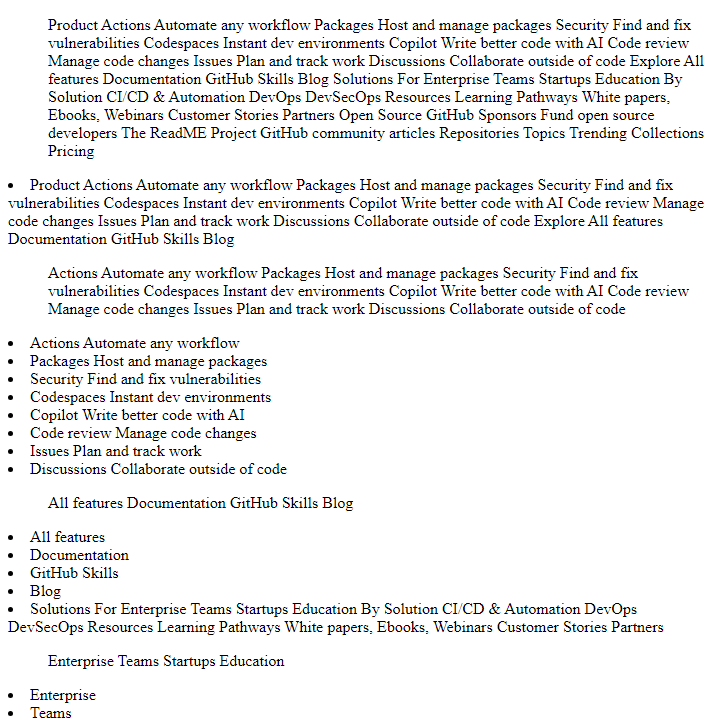 Product Actions Automate any workflow Packages Host and manage packages Security Find and fix
vulnerabilities Codespaces Instant dev environments Copilot Write better code with AI Code review
Manage code changes Issues Plan and track work Discussions Collaborate outside of code Explore All
features Documentation GitHub Skills Blog Solutions For Enterprise Teams Startups Education By
Solution CI/CD & Automation DevOps DevSecOps Resources Learning Pathways White papers,
Ebooks, Webinars Customer Stories Partners Open Source GitHub Sponsors Fund open source
developers The ReadME Project GitHub community articles Repositories Topics Trending Collections
Pricing
• Product Actions Automate any workflow Packages Host and manage packages Security Find and fix
vulnerabilities Codespaces Instant dev environments Copilot Write better code with AI Code review Manage
code changes Issues Plan and track work Discussions Collaborate outside of code Explore All features
Documentation GitHub Skills Blog
Actions Automate any workflow Packages Host and manage packages Security Find and fix
vulnerabilities Codespaces Instant dev environments Copilot Write better code with AI Code review
Manage code changes Issues Plan and track work Discussions Collaborate outside of code
• Actions Automate any workflow
• Packages Host and manage packages
• Security Find and fix vulnerabilities
• Codespaces Instant dev environments
• Copilot Write better code with AI
• Code review Manage code changes
• Issues Plan and track work
• Discussions Collaborate outside of code
All features Documentation GitHub Skills Blog
• All features
• Documentation
• GitHub Skills
• Blog
• Solutions For Enterprise Teams Startups Education By Solution CI/CD & Automation DevOps
DevSecOps Resources Learning Pathways White papers, Ebooks, Webinars Customer Stories Partners
Enterprise Teams Startups Education
• Enterprise
• Teams